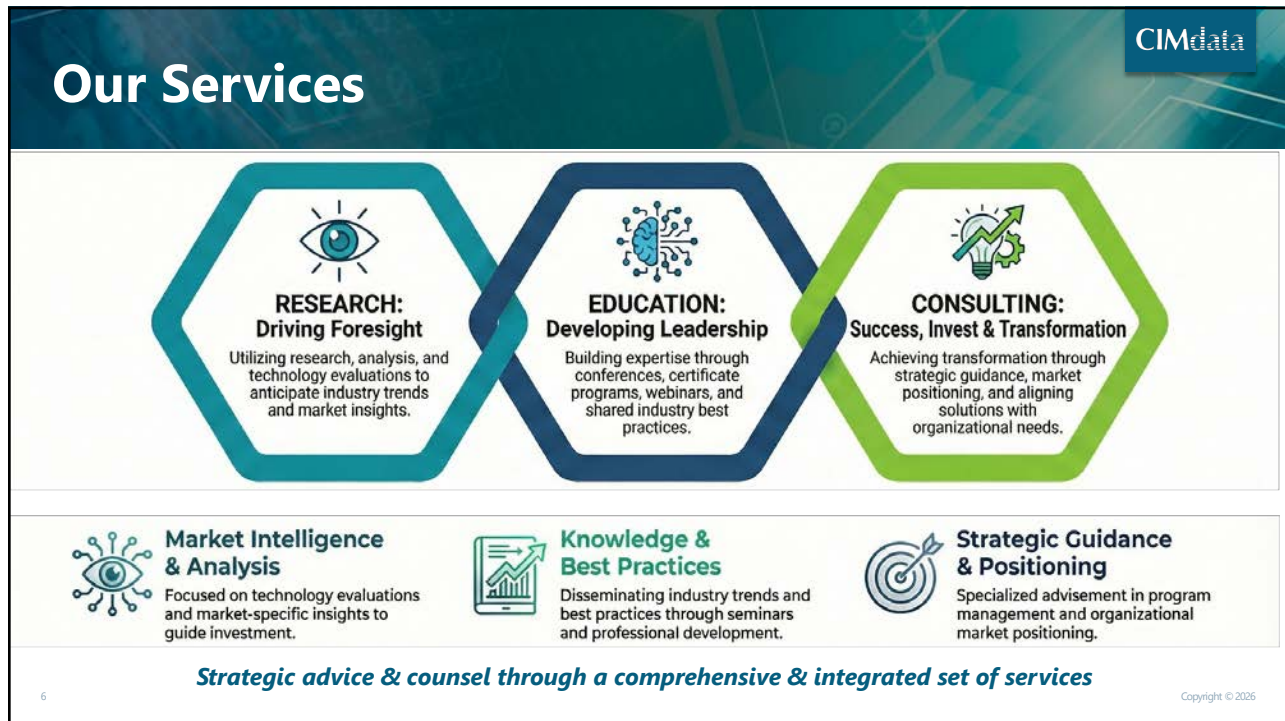 CIMdata
Our Services
RESEARCH:
Driving Foresight
Utilizing research, analysis, and
technology evaluations to
anticipate industry trends
and market insights.
EDUCATION:
Developing Leadership
Building expertise through
conferences, certificate
programs, webinars, and
shared industry best
practices.
CONSULTING:
Success, Invest & Transformation
Achieving transformation through
strategic guidance, market
positioning, and aligning
solutions with
organizational needs.
Market Intelligence
& Analysis
Focused on technology evaluations
and market-specific insights to
guide investment.
Knowledge &
Best Practices
Disseminating industry trends and
best practices through seminars
and professional development.
Strategic Guidance
& Positioning
Specialized advisement in program
management and organizational
market positioning.
Strategic advice & counsel through a comprehensive & integrated set of services
6
Copyright © 2026